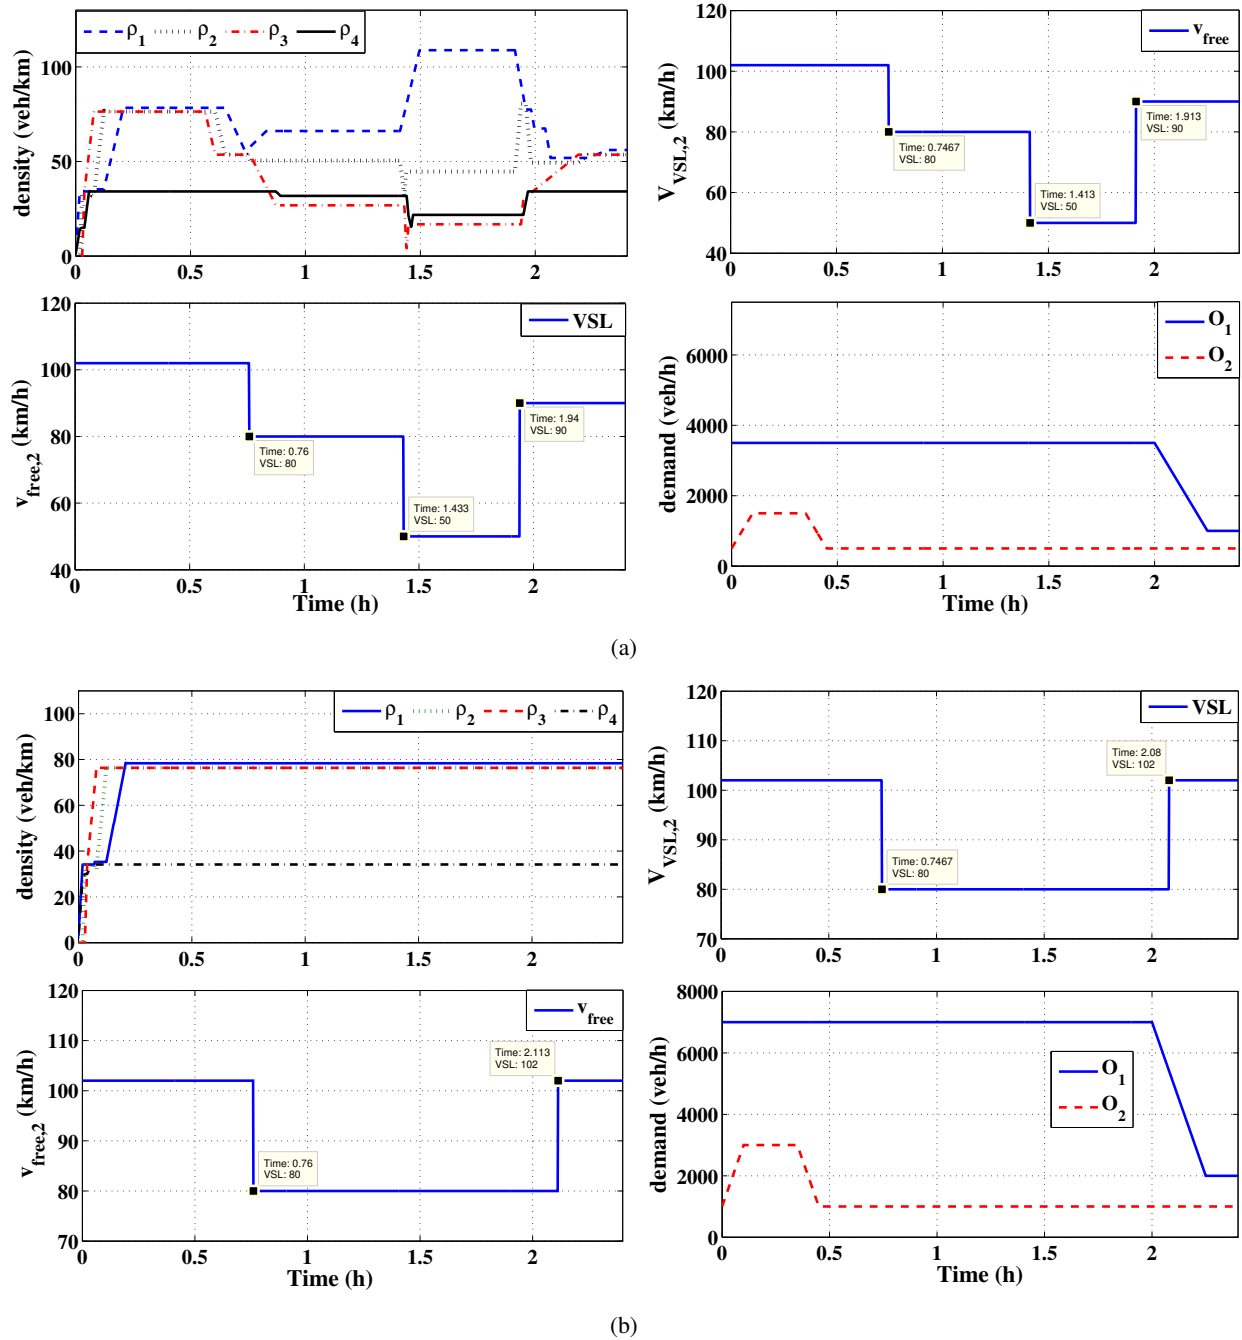 ρ1 ρ2 ρ3 ρ4
density (veh/km)
100
50
0
0 0.5 1 1.5 2
vfree
VVSL,2 (km/h)
120
100
80
60
40
Time: 0.7467
VSL: 80
Time: 1.413
VSL: 50
Time: 1.913
VSL: 90
0 0.5 1 1.5 2
VSL
vfree,2 (km/h)
120
100
80
60
40
Time: 0.76
VSL: 80
Time: 1.433
VSL: 50
Time: 1.94
VSL: 90
0 0.5 1 1.5 2
Time (h)
O1
O2
demand (veh/h)
6000
4000
2000
0
0 0.5 1 1.5 2
Time (h)
(a)
ρ1 ρ2 ρ3 ρ4
density (veh/km)
100
80
60
40
20
0
0 0.5 1 1.5 2
VSL
VVSL,2 (km/h)
120
110
100
90
80
70
Time: 0.7467
VSL: 80
Time: 2.08
VSL: 102
0 0.5 1 1.5 2
vfree
vfree,2 (km/h)
120
110
100
90
80
70
Time: 0.76
VSL: 80
Time: 2.113
VSL: 102
0 0.5 1 1.5 2
Time (h)
O1
O2
demand (veh/h)
8000
6000
4000
2000
0
0 0.5 1 1.5 2
Time (h)
(b)